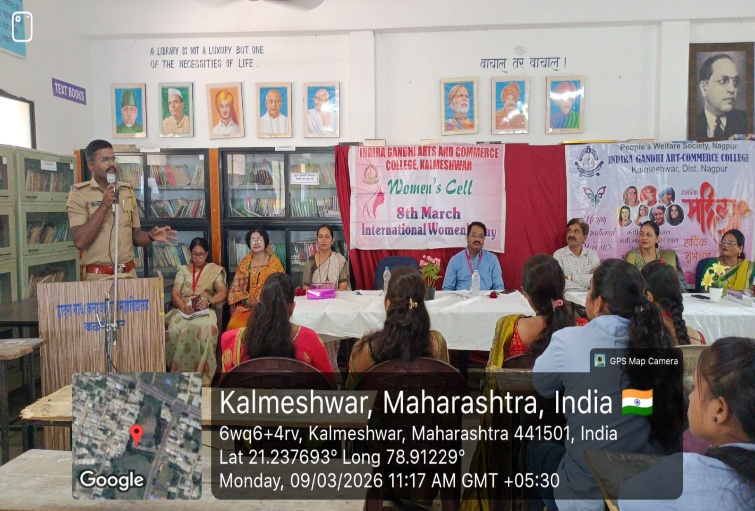 A LIBRARY IS NOT A LUXURY BUT ONE
OF THE NECESSITIES OF LIFE.
वाचाल तर वाचाल!
TEXT BOOKS
INDIRA GANDHI ARTS AND COMMERCE
COLLEGE, KALMESHWAR
Women's Cell
8th March
International Women's Day
People's Welfare Society, Nagpur
INDIRA GANDHI ART-COMMERCE COLLEGE
Kalmeshwar, Dist. Nagpur
Happy
महिला
हार्दिक
GPS Map Camera
Kalmeshwar, Maharashtra, India
6wq6+4rv, Kalmeshwar, Maharashtra 441501, India
Lat 21.237693° Long 78.91229°
Monday, 09/03/2026 11:17 AM GMT +05:30
Google